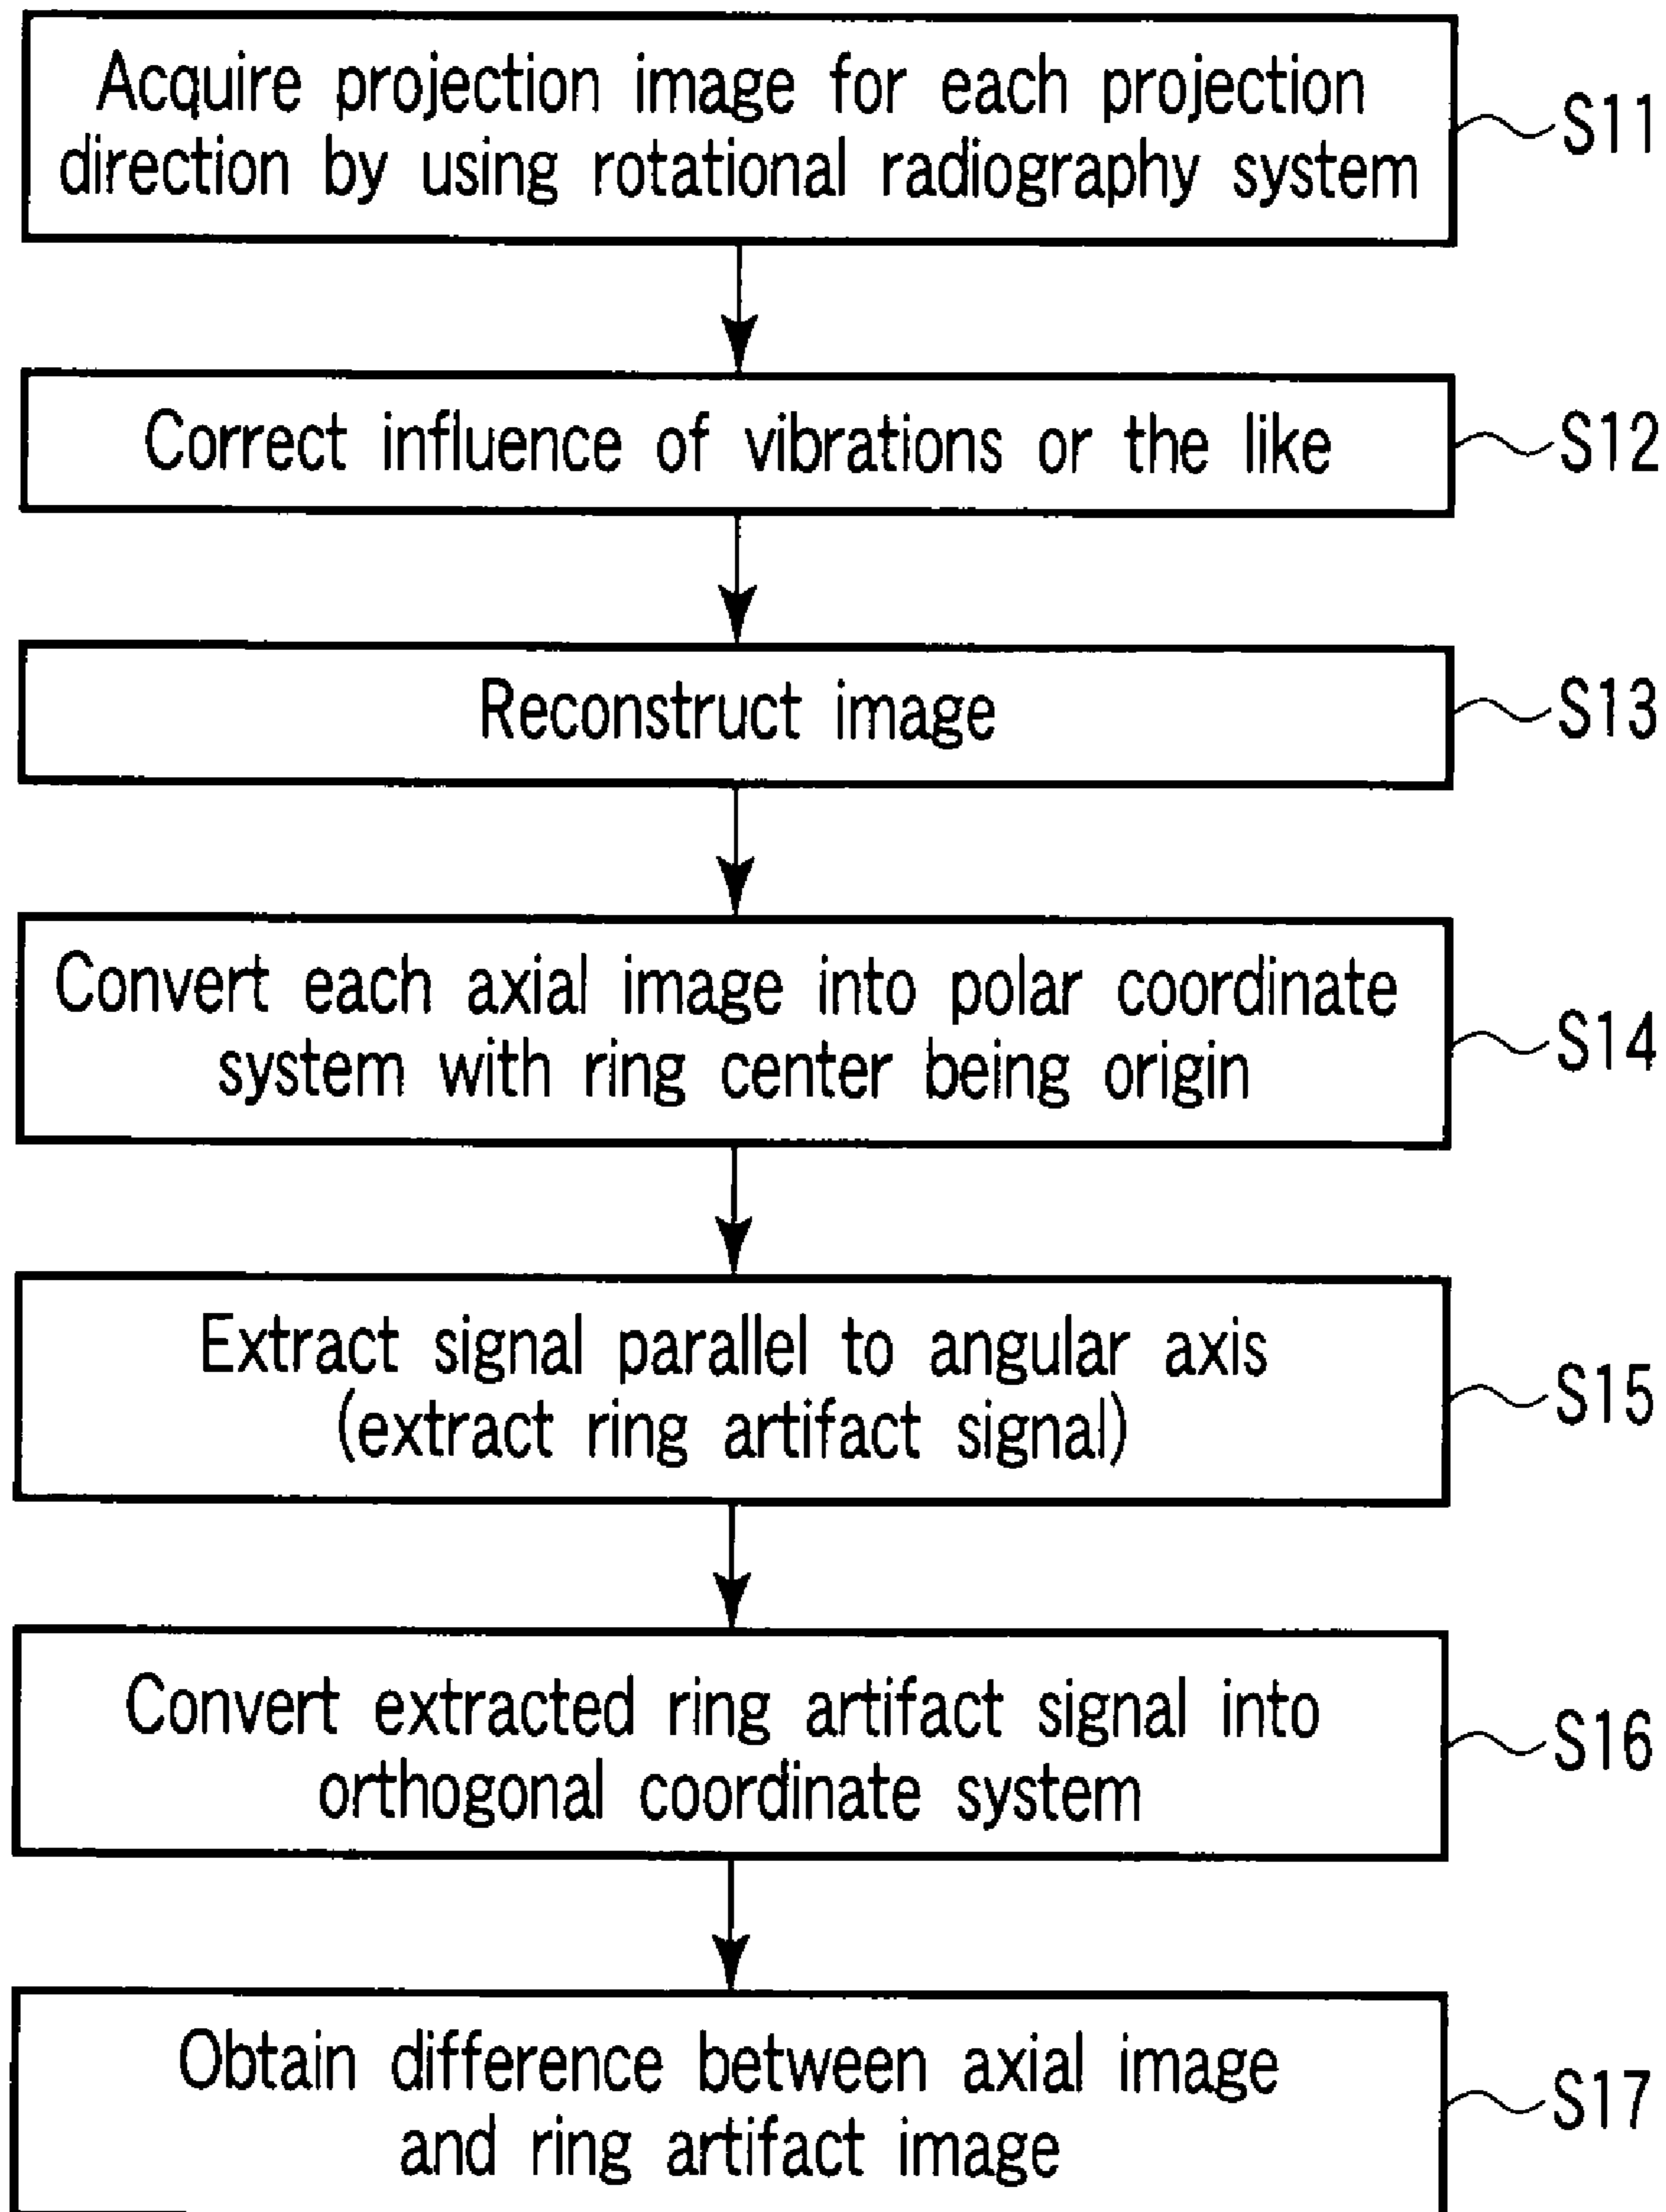 Acquire projection image for each projection
direction by using rotational radiography system
S11
Correct influence of vibrations or the like
S12
Reconstruct image
S13
Convert each axial image into polar coordinate
system with ring center being origin
S14
Extract signal parallel to angular axis
(extract ring artifact signal)
S15
Convert extracted ring artifact signal into
orthogonal coordinate system
S16
Obtain difference between axial image
and ring artifact image
S17